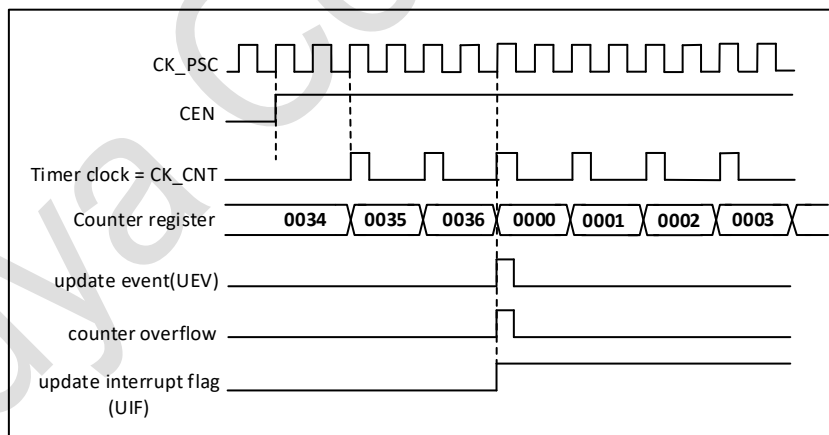 CK_PSC
CEN
Timer clock = CK_CNT
Counter register 0034 0035 0036 0000 0001 0002 0003
update event(UEV)
counter overflow
update interrupt flag
(UIF)